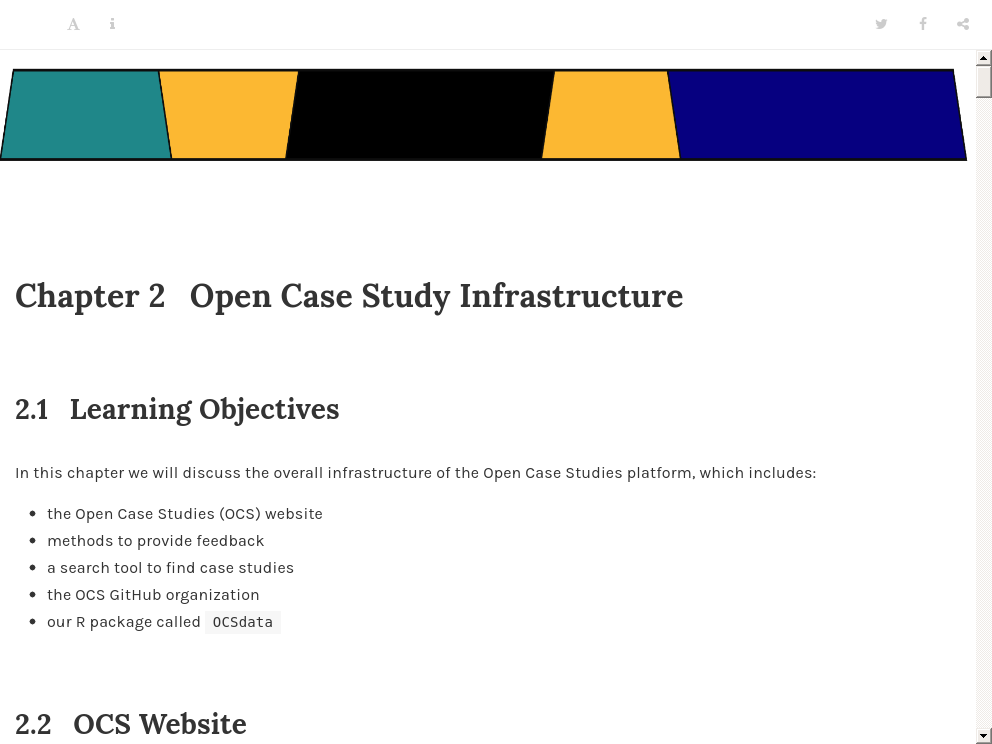 A i
Chapter 2 Open Case Study Infrastructure
2.1 Learning Objectives
In this chapter we will discuss the overall infrastructure of the Open Case Studies platform, which includes:
the Open Case Studies (OCS) website
methods to provide feedback
a search tool to find case studies
the OCS GitHub organization
our R package called OCSdata
2.2 OCS Website